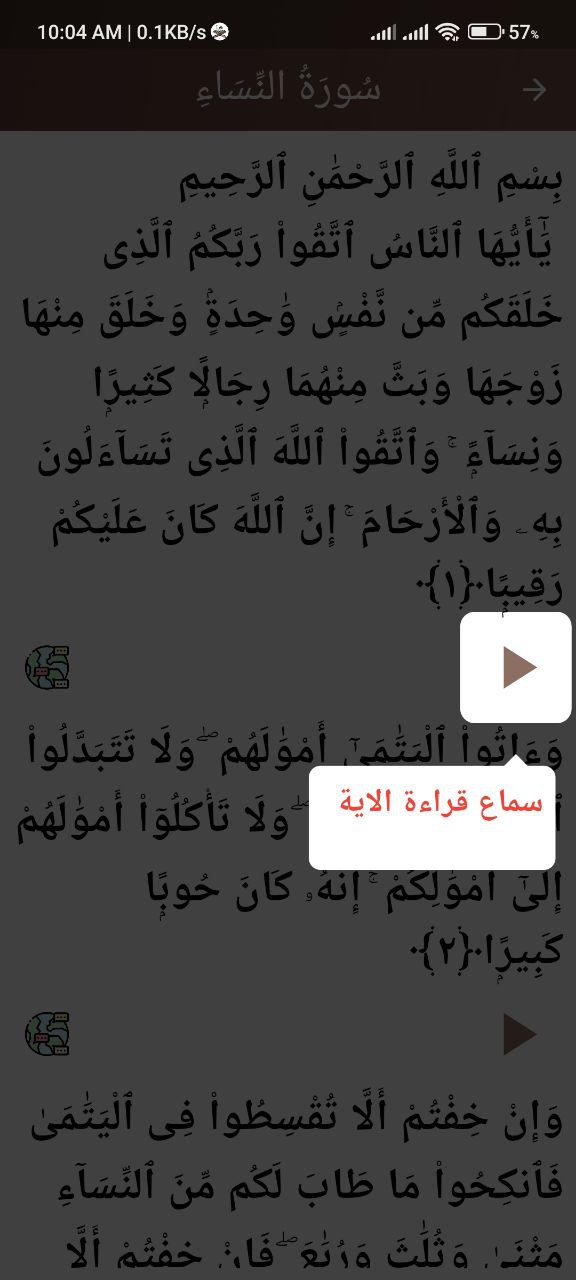 10:04 AM | 0.1KB/s 57%
سُورَةُ النِّسَاءِ
بِسْمِ ٱللَّهِ ٱلرَّحْمَٰنِ ٱلرَّحِيمِ
يَٰٓأَيُّهَا ٱلنَّاسُ ٱتَّقُوا۟ رَبَّكُمُ ٱلَّذِى
خَلَقَكُم مِّن نَّفْسٍۢ وَٰحِدَةٍۢ وَخَلَقَ مِنْهَا
زَوْجَهَا وَبَثَّ مِنْهُمَا رِجَالًۭا كَثِيرًۭا
وَنِسَآءًۭ ۚ وَٱتَّقُوا۟ ٱللَّهَ ٱلَّذِى تَسَآءَلُونَ
بِهِۦ وَٱلْأَرْحَامَ ۚ إِنَّ ٱللَّهَ كَانَ عَلَيْكُمْ
رَقِيبًۭا ﴿١﴾
وَءَاتُوا۟ ٱلْيَتَٰمَىٰٓ أَمْوَٰلَهُمْ ۖ وَلَا تَتَبَدَّلُوا۟
سماع قراءة الاية
ۖ وَلَا تَأْكُلُوٓا۟ أَمْوَٰلَهُمْ
إِلَىٰٓ أَمْوَٰلِكُمْ ۚ إِنَّهُۥ كَانَ حُوبًۭا
كَبِيرًۭا ﴿٢﴾
وَإِنْ خِفْتُمْ أَلَّا تُقْسِطُوا۟ فِى ٱلْيَتَٰمَىٰ
فَٱنكِحُوا۟ مَا طَابَ لَكُم مِّنَ ٱلنِّسَآءِ
مَثْنَىٰ وَثُلَٰثَ وَرُبَٰعَ ۖ فَإِنْ خِفْتُمْ أَلَّا